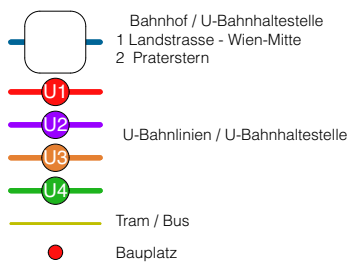 Bahnhof / U-Bahnhaltestelle
1 Landstrasse - Wien-Mitte
2 Praterstern
U1
U2
U-Bahnlinien / U-Bahnhaltestelle
U3
U4
Tram / Bus
Bauplatz